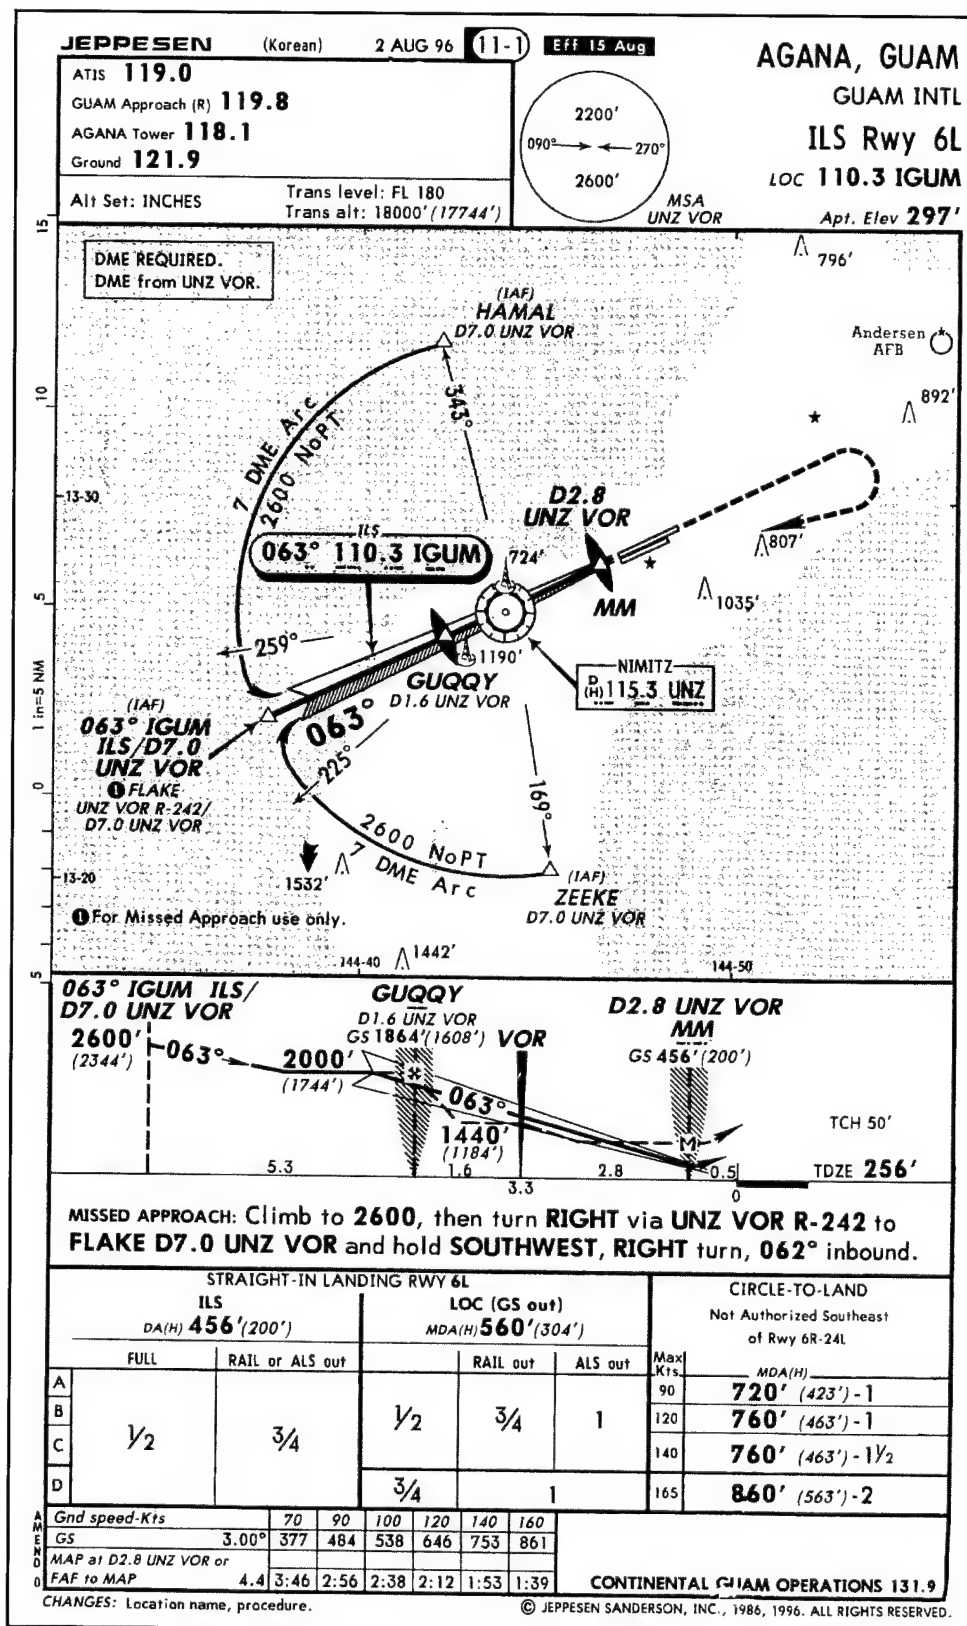 JEPPESEN (Korean) 2 AUG 96 11-1 Eff 15 Aug
AGANA, GUAM
GUAM INTL
ILS Rwy 6L
LOC 110.3 IGUM
Apt. Elev 297'
ATIS 119.0
GUAM Approach (R) 119.8
AGANA Tower 118.1
Ground 121.9
Alt Set: INCHES
Trans level: FL 180
Trans alt: 18000' (17744')
2200'
090° 270°
2600'
MSA
UNZ VOR
15
10
5
1 in=5 NM
0
5
DME REQUIRED.
DME from UNZ VOR.
796'
(IAF)
HAMAL
D7.0 UNZ VOR
Andersen
AFB
892'
343°
7 DME Arc
2600 NoPT
13-30
D2.8
UNZ VOR
ILS
063° 110.3 IGUM
724'
807'
MM
1035'
259°
1190'
GUQQY
D1.6 UNZ VOR
NIMITZ
D
(H) 115.3 UNZ
(IAF)
063° IGUM
ILS/D7.0
UNZ VOR
1 FLAKE
UNZ VOR R-242/
D7.0 UNZ VOR
063°
225°
169°
2600 NoPT
7 DME Arc
13-20
1532'
(IAF)
ZEEKE
D7.0 UNZ VOR
1 For Missed Approach use only.
144-40
1442'
144-50
063° IGUM ILS/
D7.0 UNZ VOR
2600'
(2344')
063°
2000'
(1744')
GUQQY
D1.6 UNZ VOR
GS 1864' (1608')
VOR
D2.8 UNZ VOR
MM
GS 456' (200')
063°
1440'
(1184')
M
TCH 50'
TDZE 256'
5.3 1.6 2.8 0.5
3.3 0
MISSED APPROACH: Climb to 2600, then turn RIGHT via UNZ VOR R-242 to
FLAKE D7.0 UNZ VOR and hold SOUTHWEST, RIGHT turn, 062° inbound.
STRAIGHT-IN LANDING RWY 6L
ILS
DA(H) 456' (200')
LOC (GS out)
MDA(H) 560' (304')
CIRCLE-TO-LAND
Not Authorized Southeast
of Rwy 6R-24L
FULL RAIL or ALS out RAIL out ALS out
Max
Kts MDA(H)
A
B
C
D
1/2 3/4 1/2 3/4 1
3/4 1
90 720' (423') - 1
120 760' (463') - 1
140 760' (463') - 1 1/2
165 860' (563') - 2
AMEND 0
Gnd speed-Kts 70 90 100 120 140 160
GS 3.00° 377 484 538 646 753 861
MAP at D2.8 UNZ VOR or
FAF to MAP 4.4 3:46 2:56 2:38 2:12 1:53 1:39
CONTINENTAL GUAM OPERATIONS 131.9
CHANGES: Location name, procedure.
© JEPPESEN SANDERSON, INC., 1986, 1996. ALL RIGHTS RESERVED.